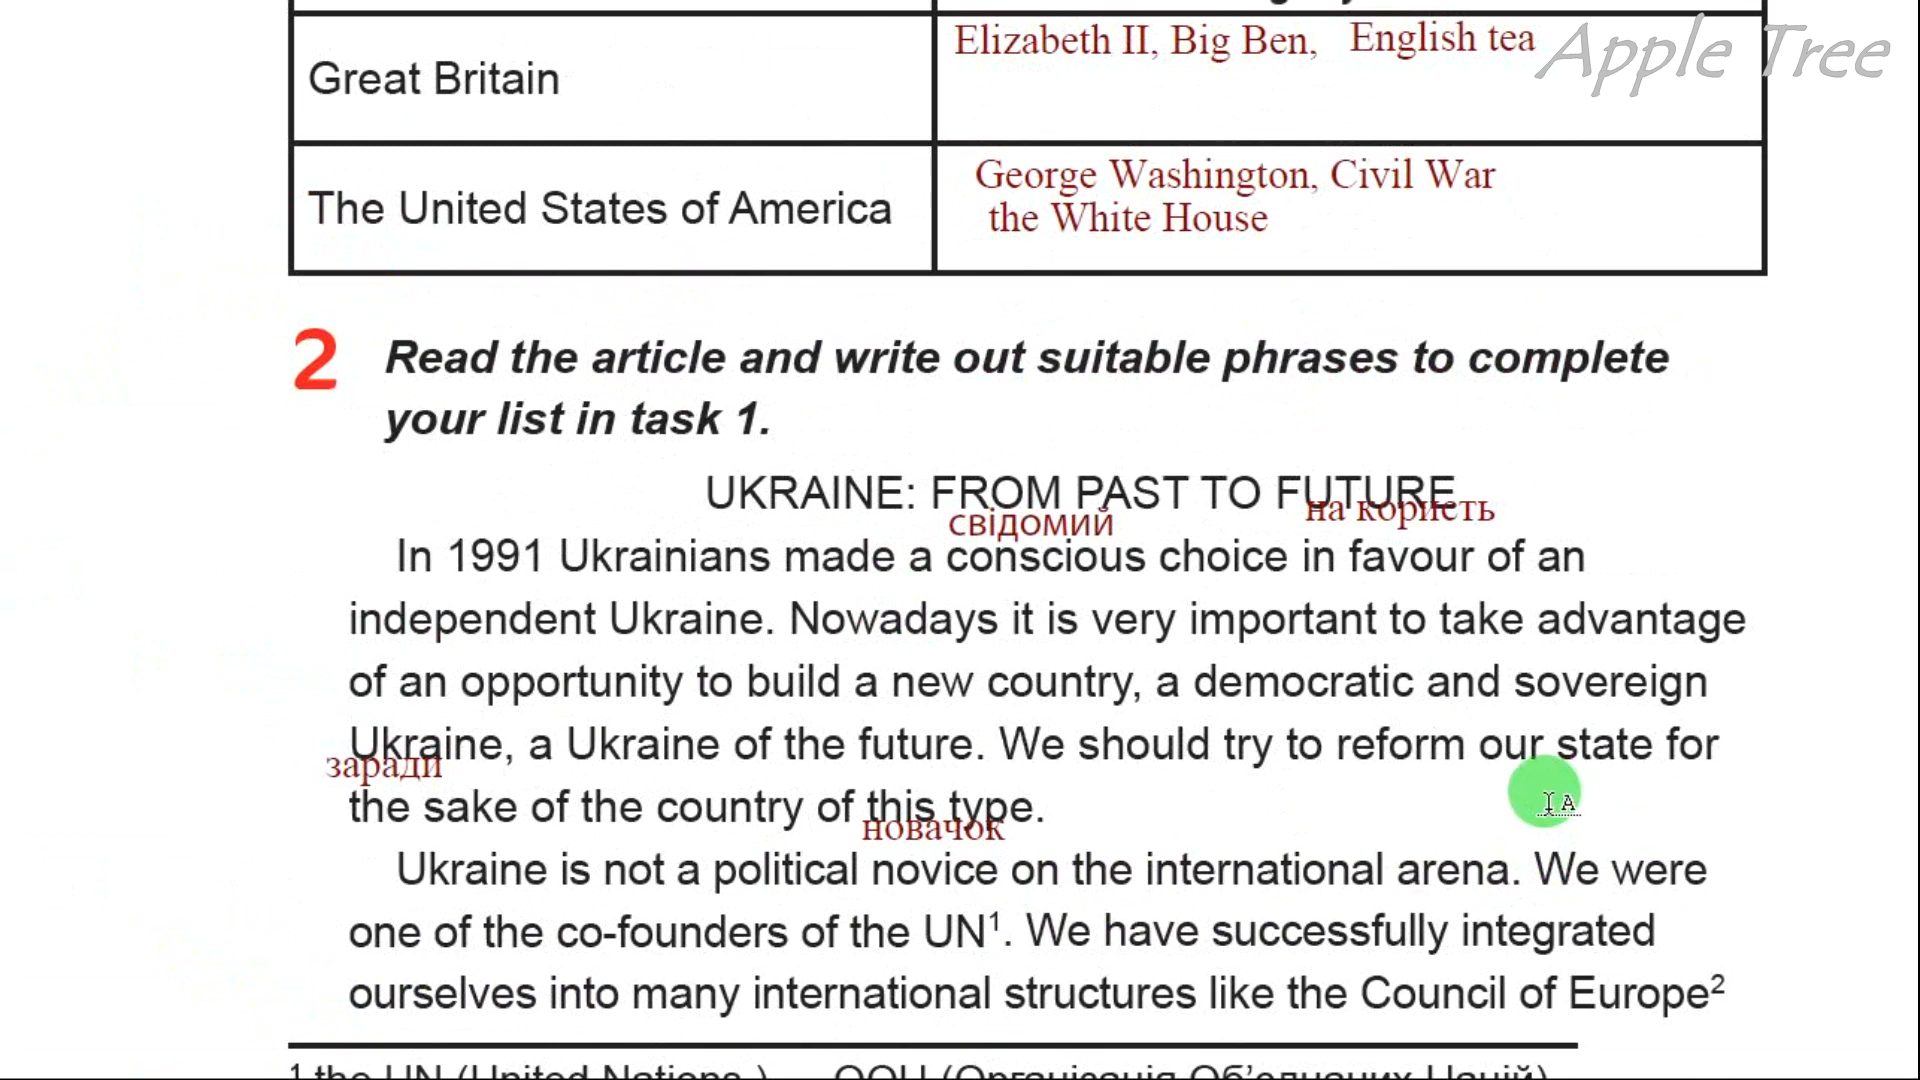 Elizabeth II, Big Ben, English tea
Apple Tree
Great Britain
George Washington, Civil War
The United States of America
the White House
2 Read the article and write out suitable phrases to complete
your list in task 1.
UKRAINE: FROM PAST TO FUTURE
свідомий на користь
In 1991 Ukrainians made a conscious choice in favour of an
independent Ukraine. Nowadays it is very important to take advantage
of an opportunity to build a new country, a democratic and sovereign
Ukraine, a Ukraine of the future. We should try to reform our state for
заради
the sake of the country of this type.
новачок
Ukraine is not a political novice on the international arena. We were
one of the co-founders of the UN¹. We have successfully integrated
ourselves into many international structures like the Council of Europe²
¹ the UN (United Nations ) — ООН (Організація Об’єднаних Націй)